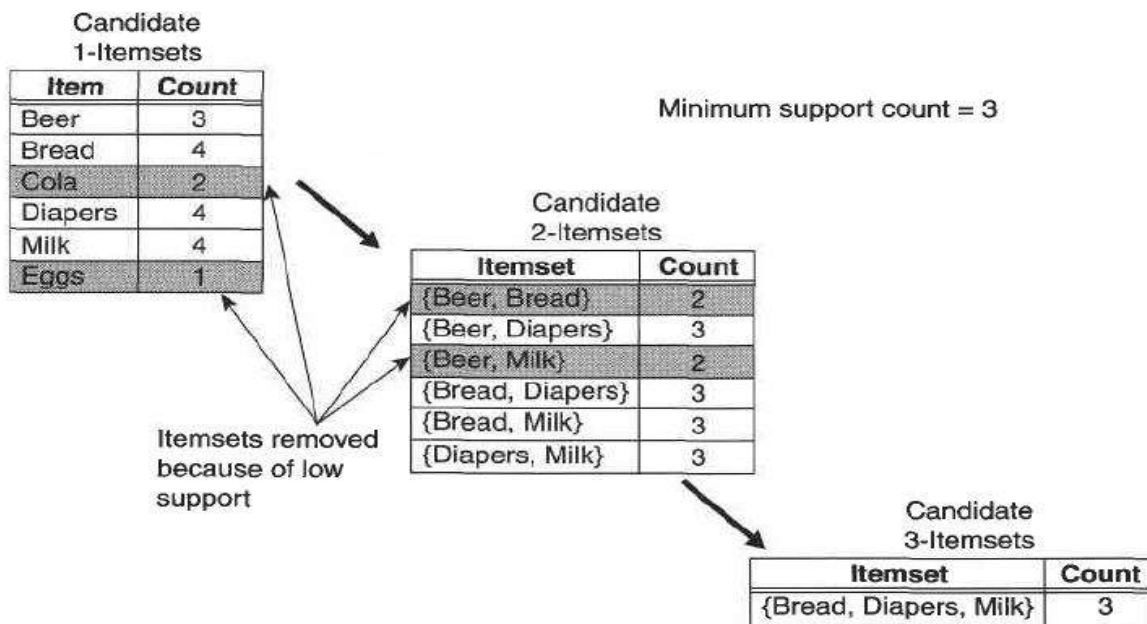 Candidate
1-Itemsets
Item Count
Beer 3
Bread 4
Cola 2
Diapers 4
Milk 4
Eggs 1
Minimum support count = 3
Candidate
2-Itemsets
Itemset Count
{Beer, Bread} 2
{Beer, Diapers} 3
{Beer, Milk} 2
{Bread, Diapers} 3
{Bread, Milk} 3
{Diapers, Milk} 3
Itemsets removed
because of low
support
Candidate
3-Itemsets
Itemset Count
{Bread, Diapers, Milk} 3